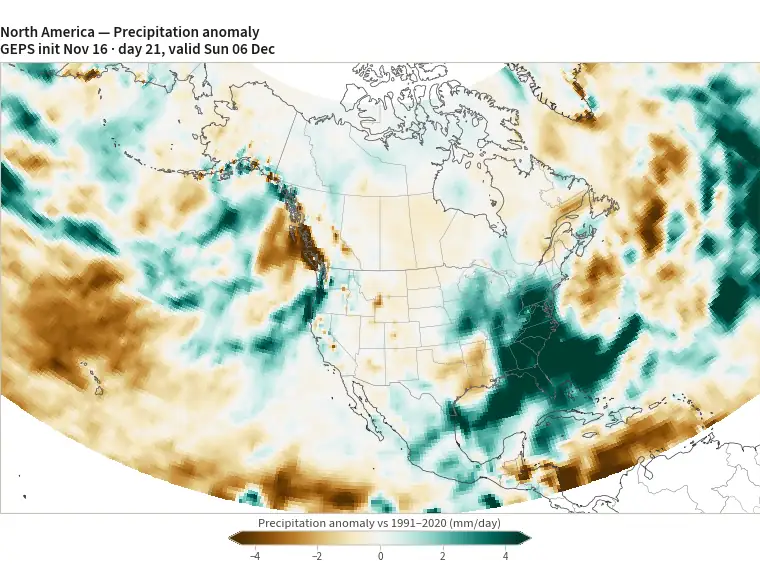 North America — Precipitation anomaly
GEPS init Nov 16 · day 21, valid Sun 06 Dec
Precipitation anomaly vs 1991–2020 (mm/day)
−4 −2 0 2 4